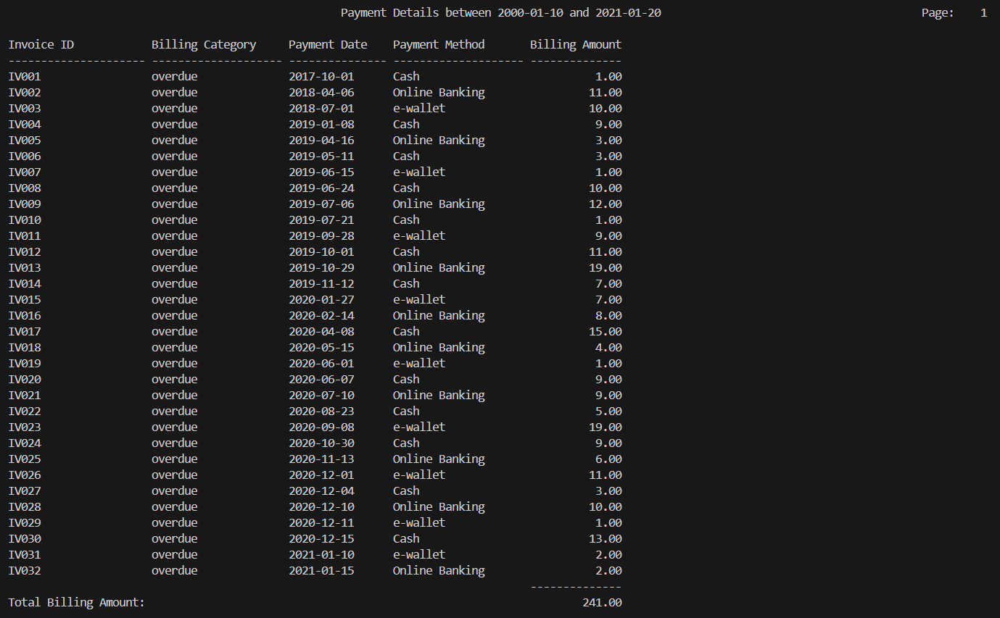 Payment Details between 2000-01-10 and 2021-01-20 Page: 1
Invoice ID Billing Category Payment Date Payment Method Billing Amount
--------------------- -------------------- --------------- -------------------- --------------
IV001 overdue 2017-10-01 Cash 1.00
IV002 overdue 2018-04-06 Online Banking 11.00
IV003 overdue 2018-07-01 e-wallet 10.00
IV004 overdue 2019-01-08 Cash 9.00
IV005 overdue 2019-04-16 Online Banking 3.00
IV006 overdue 2019-05-11 Cash 3.00
IV007 overdue 2019-06-15 e-wallet 1.00
IV008 overdue 2019-06-24 Cash 10.00
IV009 overdue 2019-07-06 Online Banking 12.00
IV010 overdue 2019-07-21 Cash 1.00
IV011 overdue 2019-09-28 e-wallet 9.00
IV012 overdue 2019-10-01 Cash 11.00
IV013 overdue 2019-10-29 Online Banking 19.00
IV014 overdue 2019-11-12 Cash 7.00
IV015 overdue 2020-01-27 e-wallet 7.00
IV016 overdue 2020-02-14 Online Banking 8.00
IV017 overdue 2020-04-08 Cash 15.00
IV018 overdue 2020-05-15 Online Banking 4.00
IV019 overdue 2020-06-01 e-wallet 1.00
IV020 overdue 2020-06-07 Cash 9.00
IV021 overdue 2020-07-10 Online Banking 9.00
IV022 overdue 2020-08-23 Cash 5.00
IV023 overdue 2020-09-08 e-wallet 19.00
IV024 overdue 2020-10-30 Cash 9.00
IV025 overdue 2020-11-13 Online Banking 6.00
IV026 overdue 2020-12-01 e-wallet 11.00
IV027 overdue 2020-12-04 Cash 3.00
IV028 overdue 2020-12-10 Online Banking 10.00
IV029 overdue 2020-12-11 e-wallet 1.00
IV030 overdue 2020-12-15 Cash 13.00
IV031 overdue 2021-01-10 e-wallet 2.00
IV032 overdue 2021-01-15 Online Banking 2.00
--------------
Total Billing Amount: 241.00